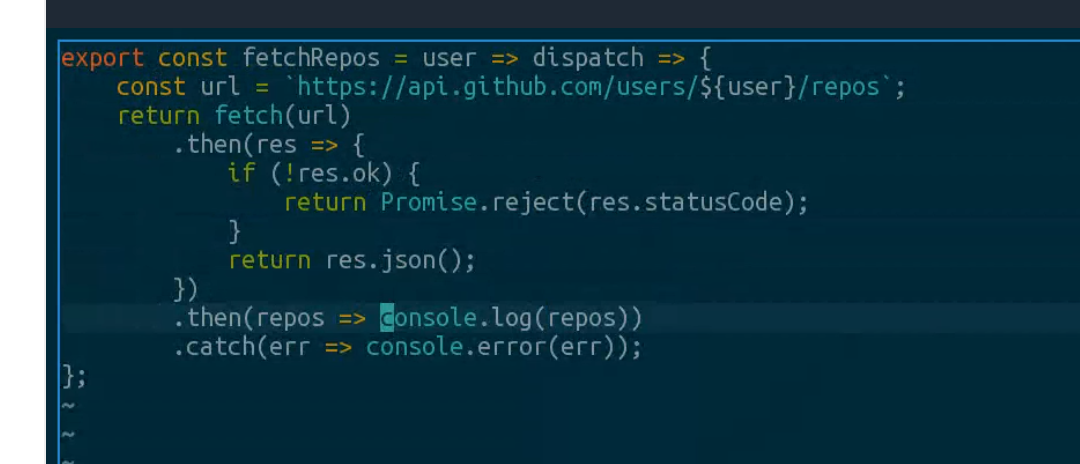 export const fetchRepos = user => dispatch => {
    const url = `https://api.github.com/users/${user}/repos`;
    return fetch(url)
        .then(res => {
            if (!res.ok) {
                return Promise.reject(res.statusCode);
            }
            return res.json();
        })
        .then(repos => console.log(repos))
        .catch(err => console.error(err));
};
~
~
~